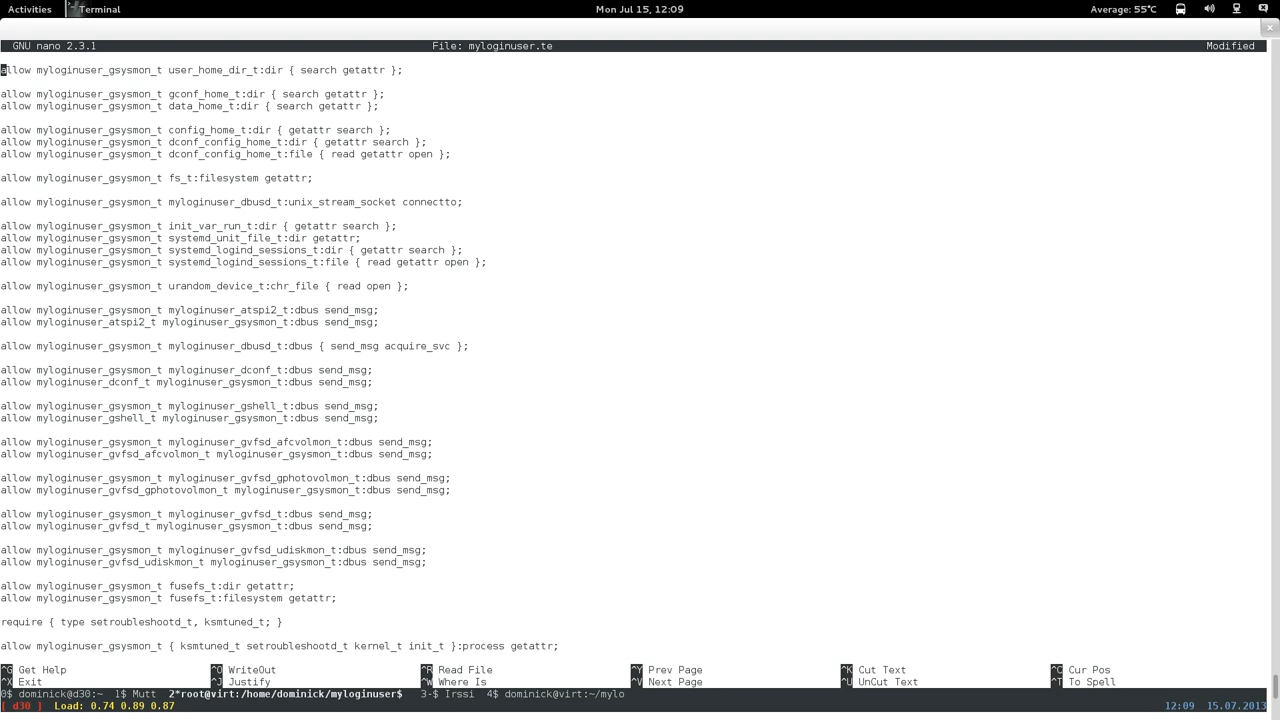 Activities Terminal Mon Jul 15, 12:09 Average: 55°C
GNU nano 2.3.1 File: myloginuser.te Modified
allow myloginuser_gsysmon_t user_home_dir_t:dir { search getattr };
allow myloginuser_gsysmon_t gconf_home_t:dir { search getattr };
allow myloginuser_gsysmon_t data_home_t:dir { search getattr };
allow myloginuser_gsysmon_t config_home_t:dir { getattr search };
allow myloginuser_gsysmon_t dconf_config_home_t:dir { getattr search };
allow myloginuser_gsysmon_t dconf_config_home_t:file { read getattr open };
allow myloginuser_gsysmon_t fs_t:filesystem getattr;
allow myloginuser_gsysmon_t myloginuser_dbusd_t:unix_stream_socket connectto;
allow myloginuser_gsysmon_t init_var_run_t:dir { getattr search };
allow myloginuser_gsysmon_t systemd_unit_file_t:dir getattr;
allow myloginuser_gsysmon_t systemd_logind_sessions_t:dir { getattr search };
allow myloginuser_gsysmon_t systemd_logind_sessions_t:file { read getattr open };
allow myloginuser_gsysmon_t urandom_device_t:chr_file { read open };
allow myloginuser_gsysmon_t myloginuser_atspi2_t:dbus send_msg;
allow myloginuser_atspi2_t myloginuser_gsysmon_t:dbus send_msg;
allow myloginuser_gsysmon_t myloginuser_dbusd_t:dbus { send_msg acquire_svc };
allow myloginuser_gsysmon_t myloginuser_dconf_t:dbus send_msg;
allow myloginuser_dconf_t myloginuser_gsysmon_t:dbus send_msg;
allow myloginuser_gsysmon_t myloginuser_gshell_t:dbus send_msg;
allow myloginuser_gshell_t myloginuser_gsysmon_t:dbus send_msg;
allow myloginuser_gsysmon_t myloginuser_gvfsd_afcvolmon_t:dbus send_msg;
allow myloginuser_gvfsd_afcvolmon_t myloginuser_gsysmon_t:dbus send_msg;
allow myloginuser_gsysmon_t myloginuser_gvfsd_gphotovolmon_t:dbus send_msg;
allow myloginuser_gvfsd_gphotovolmon_t myloginuser_gsysmon_t:dbus send_msg;
allow myloginuser_gsysmon_t myloginuser_gvfsd_t:dbus send_msg;
allow myloginuser_gvfsd_t myloginuser_gsysmon_t:dbus send_msg;
allow myloginuser_gsysmon_t myloginuser_gvfsd_udiskmon_t:dbus send_msg;
allow myloginuser_gvfsd_udiskmon_t myloginuser_gsysmon_t:dbus send_msg;
allow myloginuser_gsysmon_t fusefs_t:dir getattr;
allow myloginuser_gsysmon_t fusefs_t:filesystem getattr;
require { type setroubleshootd_t, ksmtuned_t; }
allow myloginuser_gsysmon_t { ksmtuned_t setroubleshootd_t kernel_t init_t }:process getattr;
^G Get Help ^O WriteOut ^R Read File ^Y Prev Page ^K Cut Text ^C Cur Pos
^X Exit ^J Justify ^W Where Is ^V Next Page ^U UnCut Text ^T To Spell
0$ dominick@d30:~ 1$ Mutt 2*root@virt:/home/dominick/myloginuser$ 3-$ Irssi 4$ dominick@virt:~/mylo
[ d30 ] Load: 0.74 0.89 0.87 12:09 15.07.2013